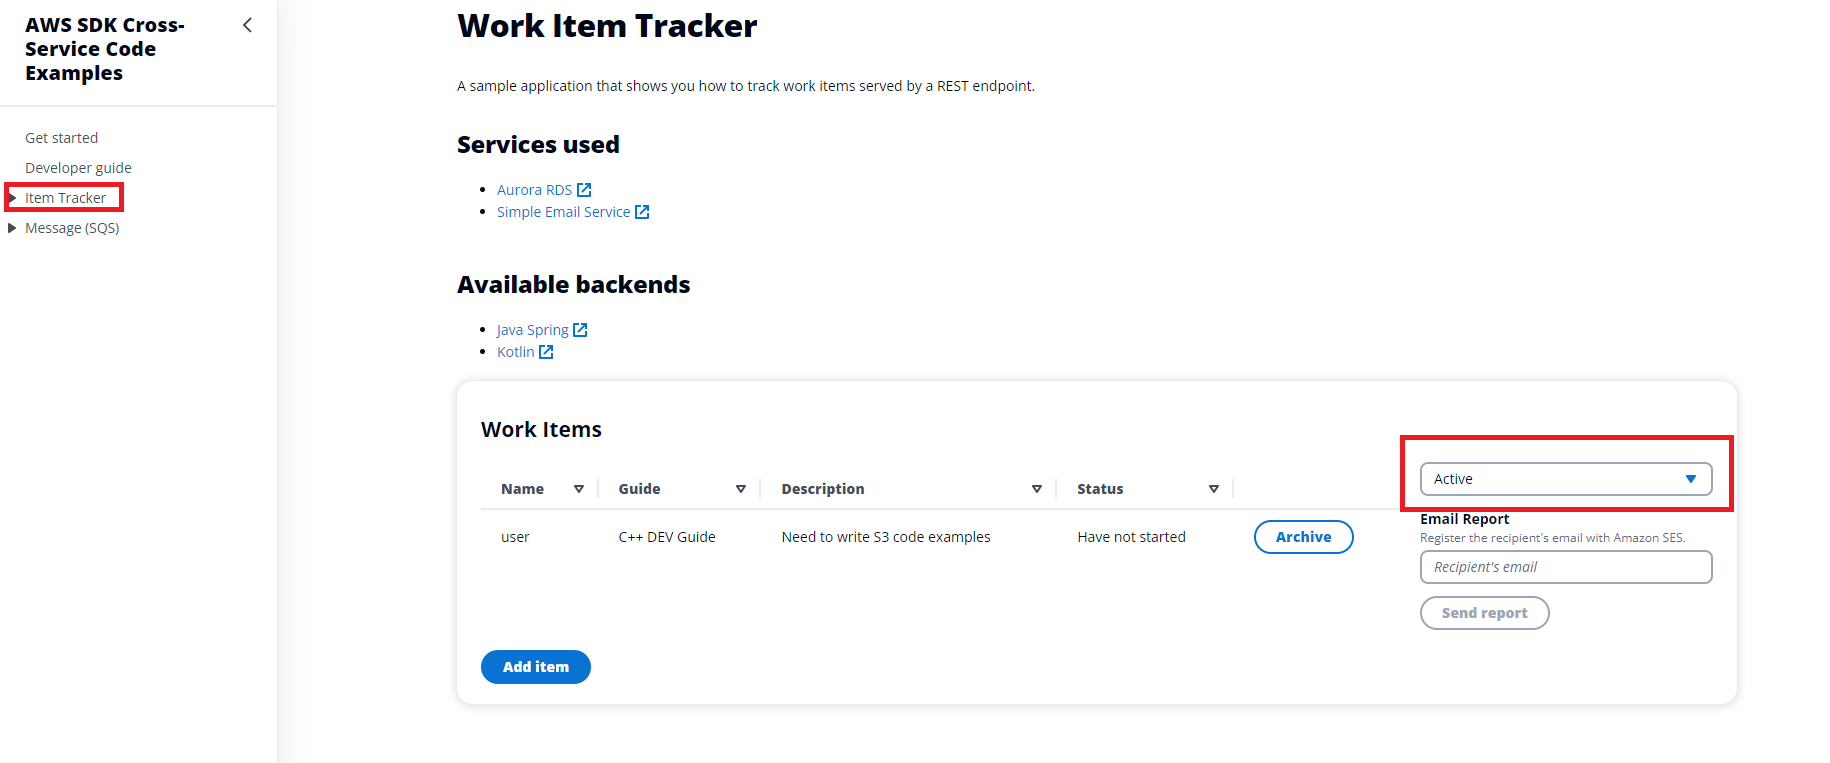 AWS SDK Cross-
Service Code
Examples
Get started
Developer guide
Item Tracker
Message (SQS)
Work Item Tracker
A sample application that shows you how to track work items served by a REST endpoint.
Services used
Aurora RDS
Simple Email Service
Available backends
Java Spring
Kotlin
Work Items
Name Guide Description Status
user C++ DEV Guide Need to write S3 code examples Have not started Archive
Active
Email Report
Register the recipient's email with Amazon SES.
Recipient's email
Send report
Add item